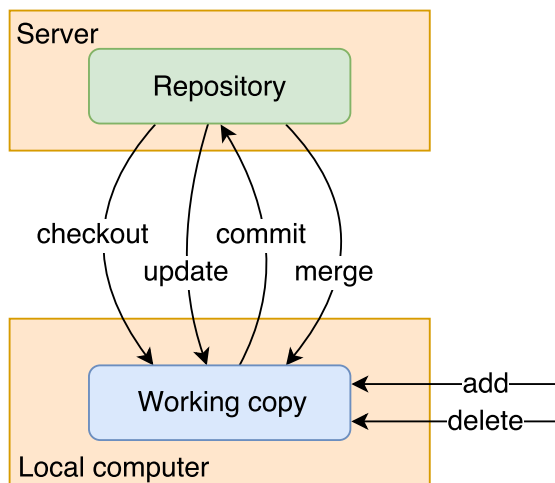 Server
Repository
checkout
commit
update
merge
Working copy
add
delete
Local computer